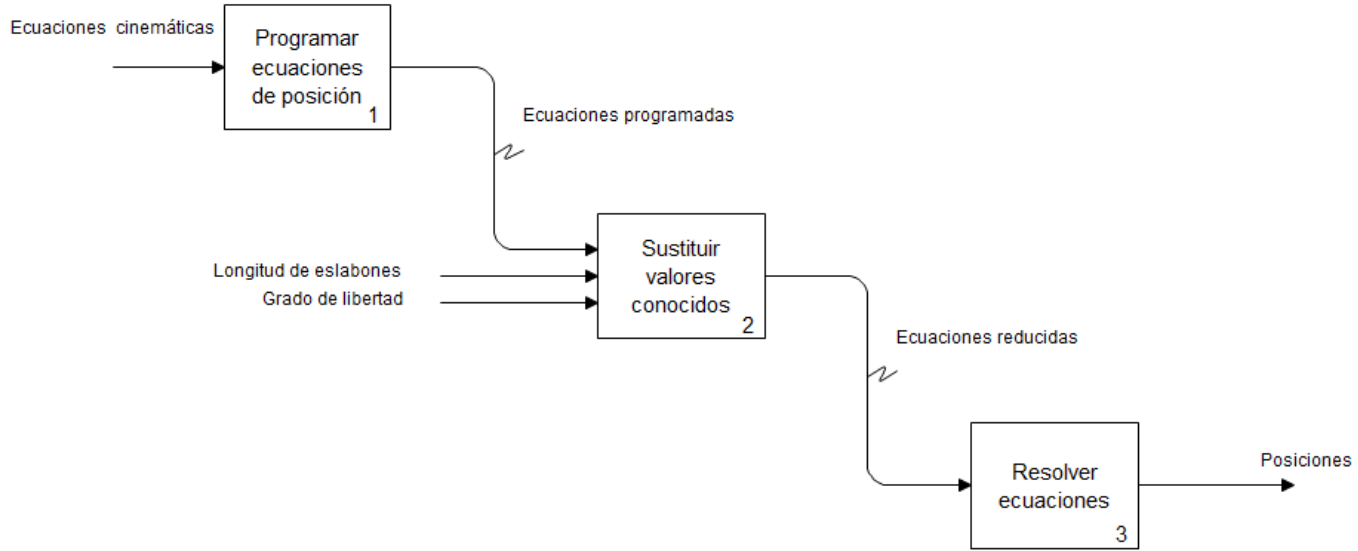 Ecuaciones cinemáticas
Programar
ecuaciones
de posición
1
Ecuaciones programadas
Longitud de eslabones
Grado de libertad
Sustituir
valores
conocidos
2
Ecuaciones reducidas
Resolver
ecuaciones
3
Posiciones